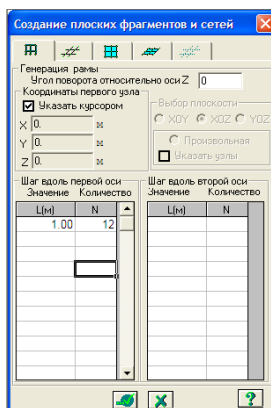 Создание плоских фрагментов и сетей
Генерация рамы
Угол поворота относительно оси Z 0
Координаты первого узла
Указать курсором
X 0. м
Y 0. м
Z 0. м
Выбор плоскости
XOY XOZ YOZ
Произвольная
Указать узлы
Шаг вдоль первой оси
Значение Количество
L(м) N
1.00 12
Шаг вдоль второй оси
Значение Количество
L(м) N
?